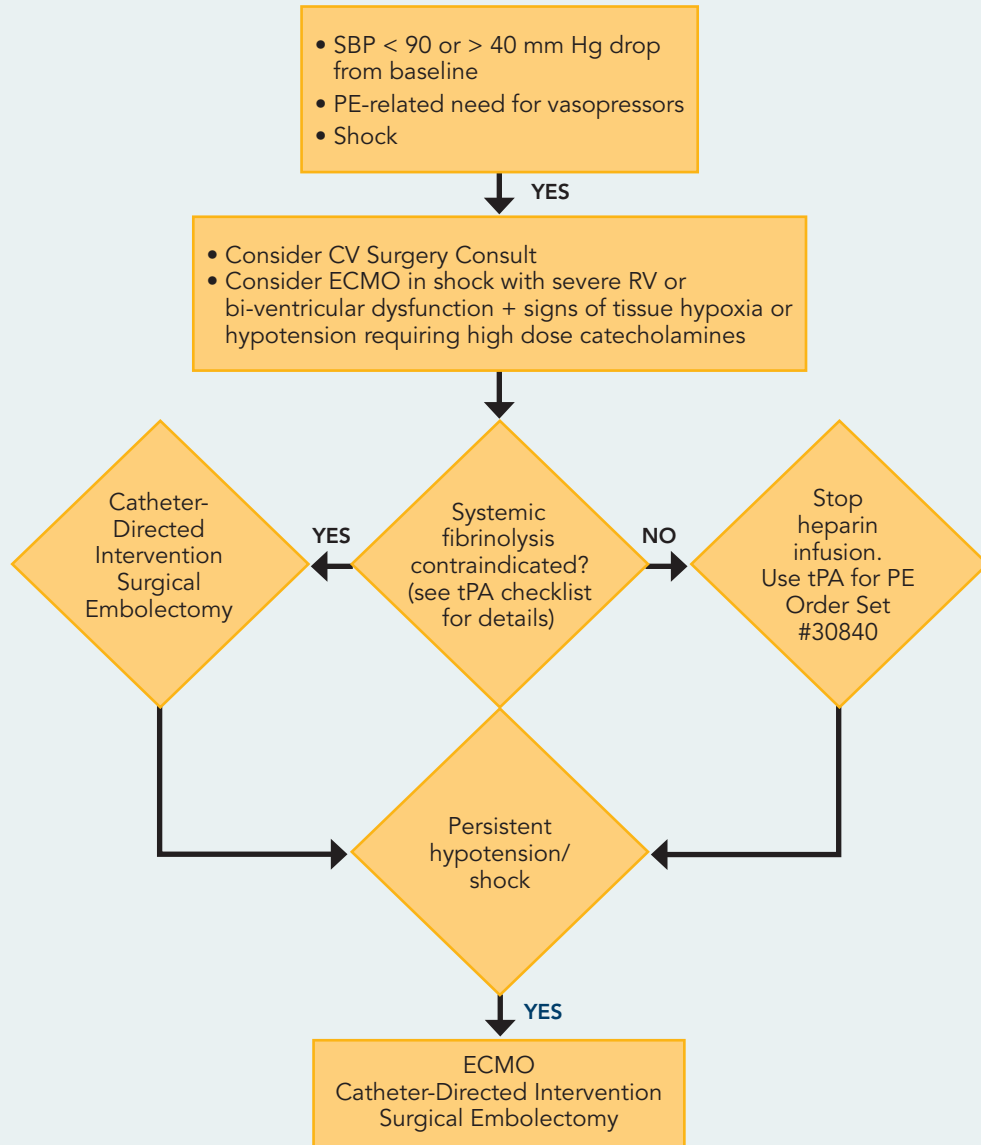 • SBP < 90 or > 40 mm Hg drop
from baseline
• PE-related need for vasopressors
• Shock
YES
• Consider CV Surgery Consult
• Consider ECMO in shock with severe RV or
bi-ventricular dysfunction + signs of tissue hypoxia or
hypotension requiring high dose catecholamines
Catheter-
Directed
Intervention
Surgical
Embolectomy
YES
Systemic
fibrinolysis
contraindicated?
(see tPA checklist
for details)
NO
Stop
heparin
infusion.
Use tPA for PE
Order Set
#30840
Persistent
hypotension/
shock
YES
ECMO
Catheter-Directed Intervention
Surgical Embolectomy